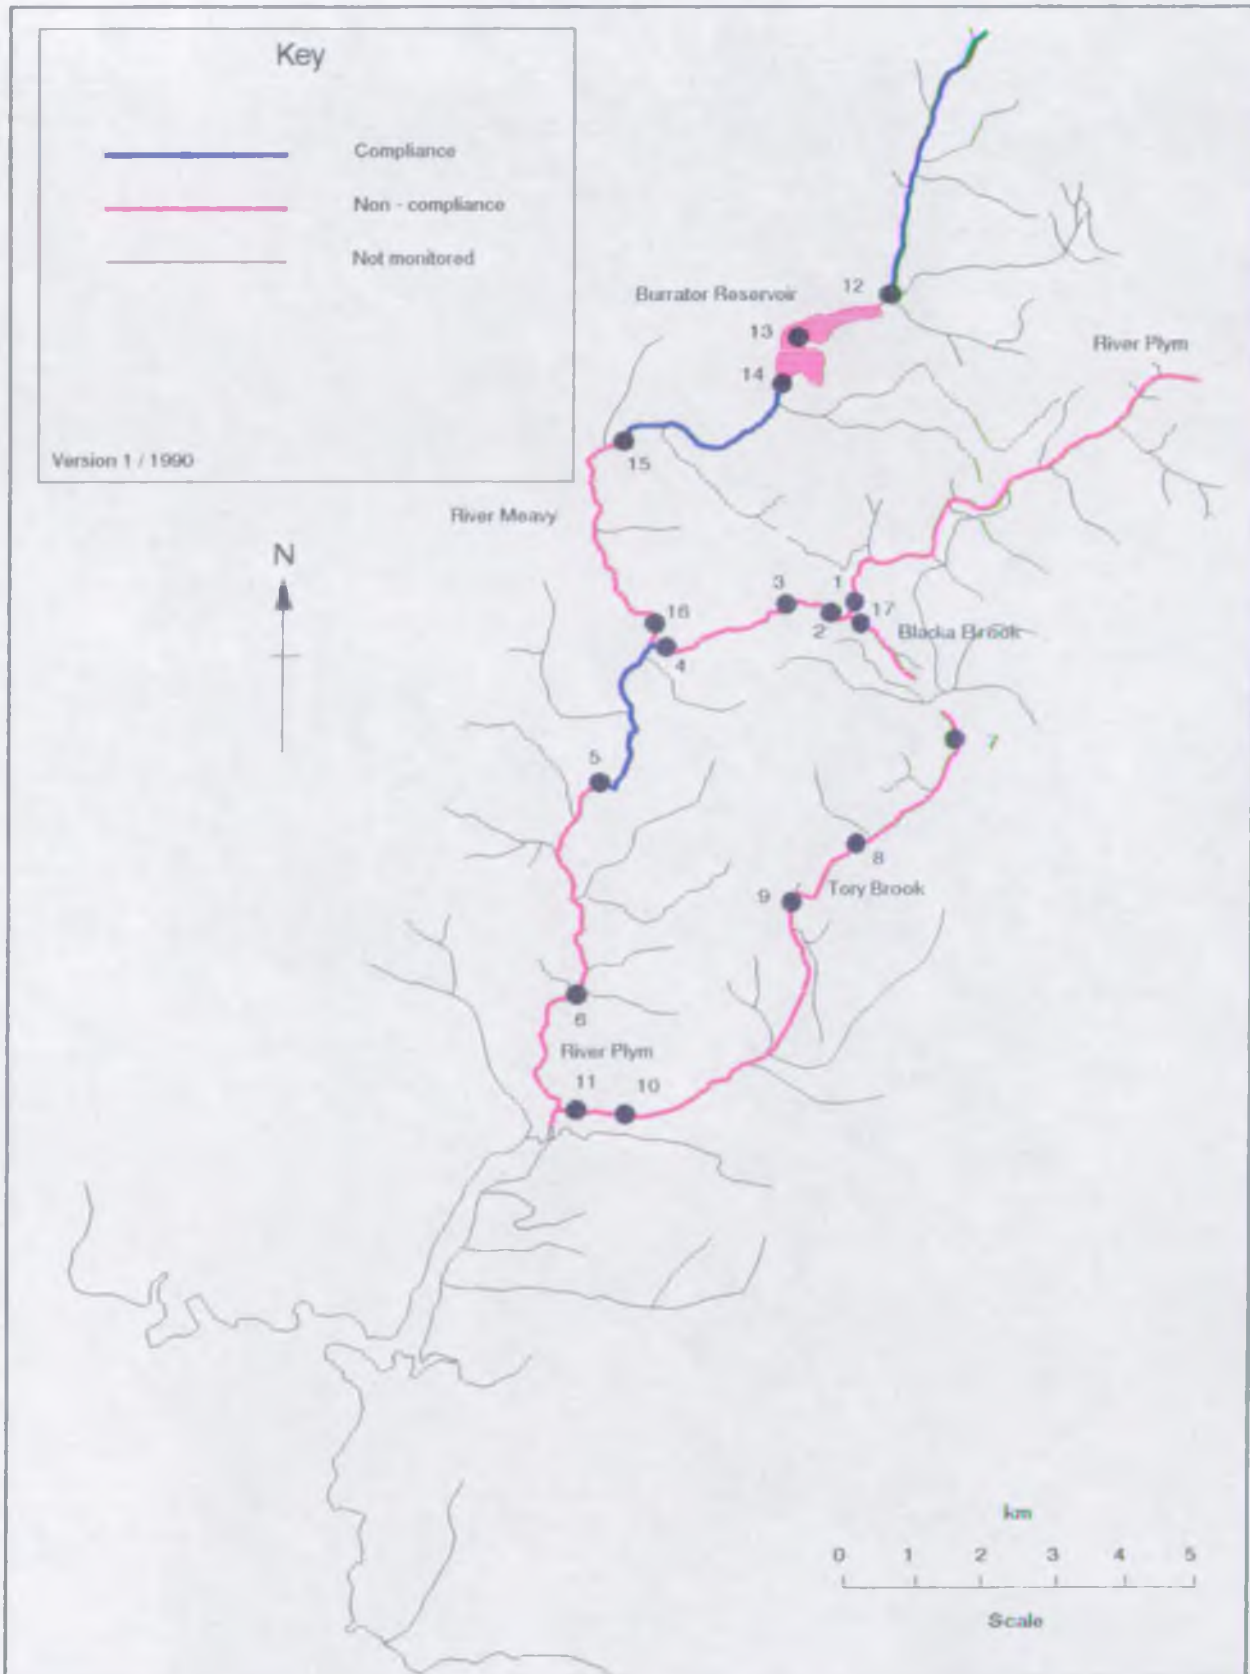 Key
Compliance
Non - compliance
Not monitored
Version 1 / 1990
12
Burrator Reservoir
13
River Plym
14
15
River Meavy
N
3
1
16
17
2
Blacka Brook
4
7
5
8
Tory Brook
9
6
River Plym
11
10
km
0 1 2 3 4 5
Scale